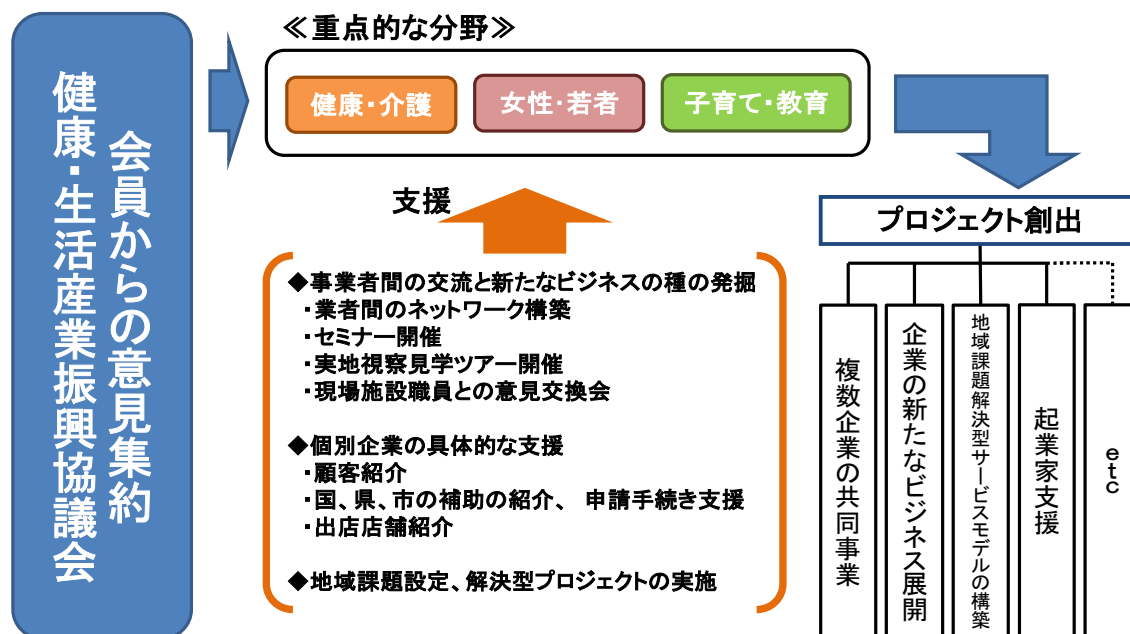 健康・生活産業振興協議会
会員からの意見集約
≪重点的な分野≫
健康・介護
女性・若者
子育て・教育
支援
◆事業者間の交流と新たなビジネスの種の発掘
・業者間のネットワーク構築
・セミナー開催
・実地視察見学ツアー開催
・現場施設職員との意見交換会
◆個別企業の具体的な支援
・顧客紹介
・国、県、市の補助の紹介、 申請手続き支援
・出店店舗紹介
◆地域課題設定、解決型プロジェクトの実施
プロジェクト創出
複数企業の共同事業
企業の新たなビジネス展開
地域課題解決型サービスモデルの構築
起業家支援
etc